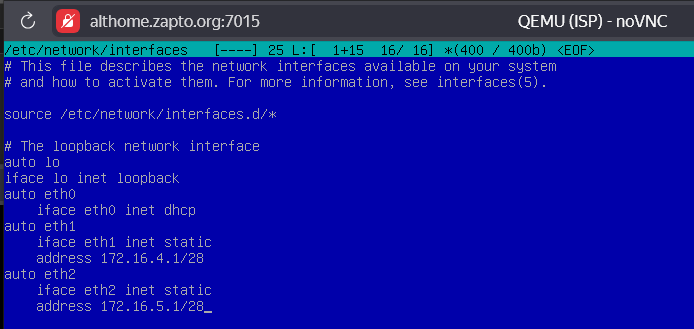 althome.zapto.org:7015 QEMU (ISP) - noVNC
/etc/network/interfaces [----] 25 L:[ 1+15 16/ 16] *(400 / 400b) <EOF>
# This file describes the network interfaces available on your system
# and how to activate them. For more information, see interfaces(5).
source /etc/network/interfaces.d/*
# The loopback network interface
auto lo
iface lo inet loopback
auto eth0
iface eth0 inet dhcp
auto eth1
iface eth1 inet static
address 172.16.4.1/28
auto eth2
iface eth2 inet static
address 172.16.5.1/28_